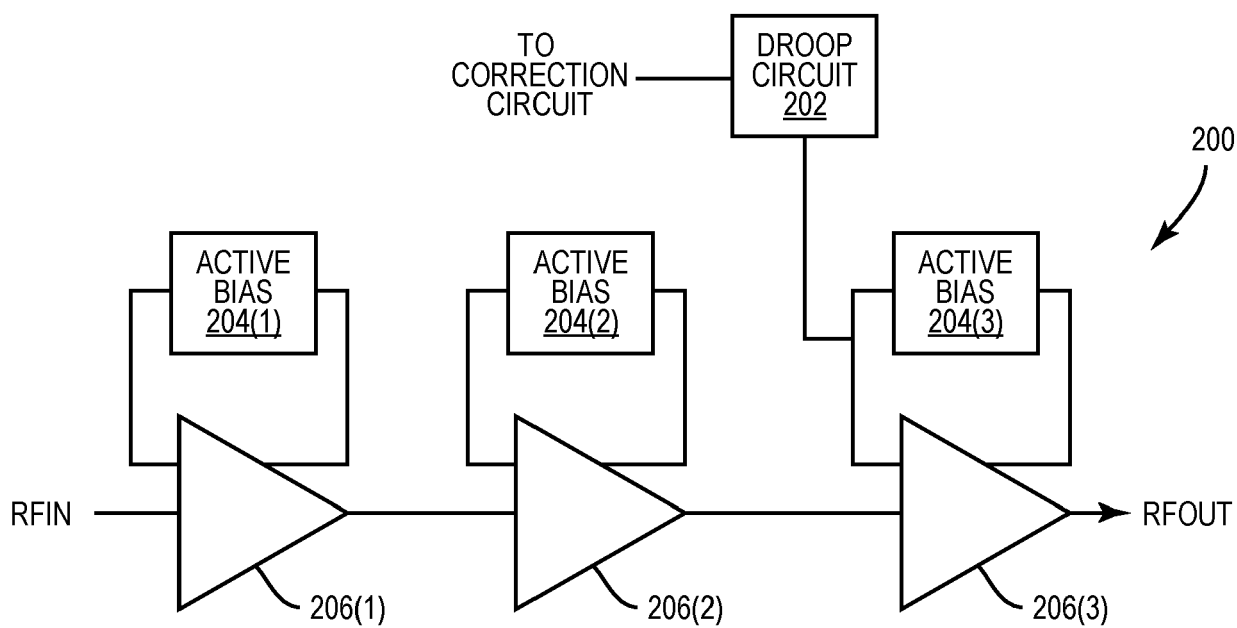 TO
CORRECTION
CIRCUIT
DROOP
CIRCUIT
202
200
ACTIVE
BIAS
204(1)
ACTIVE
BIAS
204(2)
ACTIVE
BIAS
204(3)
RFIN
RFOUT
206(1)
206(2)
206(3)